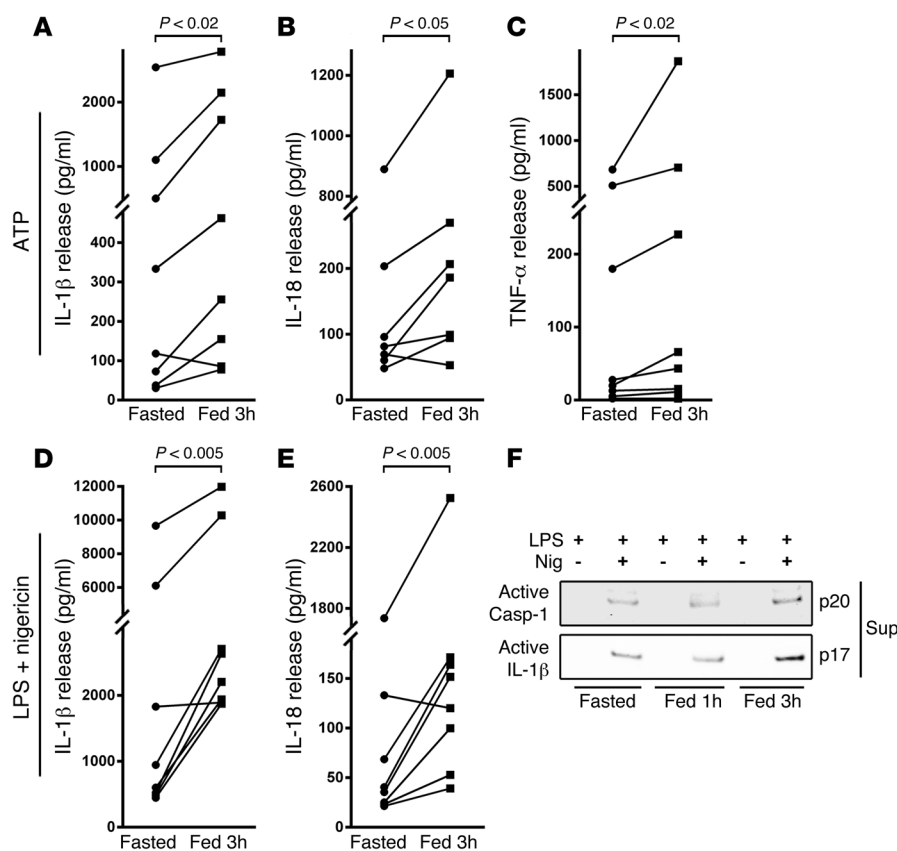 A
P < 0.02
IL-1β release (pg/ml)
2000
1000
400
300
200
100
0
Fasted Fed 3h
B
P < 0.05
IL-18 release (pg/ml)
1200
1000
800
200
0
Fasted Fed 3h
C
P < 0.02
TNF-α release (pg/ml)
1500
1000
500
200
100
0
Fasted Fed 3h
ATP
D
P < 0.005
IL-1β release (pg/ml)
12000
10000
8000
6000
2000
1000
0
Fasted Fed 3h
E
P < 0.005
IL-18 release (pg/ml)
2600
2200
1800
150
100
50
0
Fasted Fed 3h
LPS + nigericin
F
LPS + + + + + +
Nig - + - + - +
Active
Casp-1
p20
Active
IL-1β
p17
Sup
Fasted Fed 1h Fed 3h